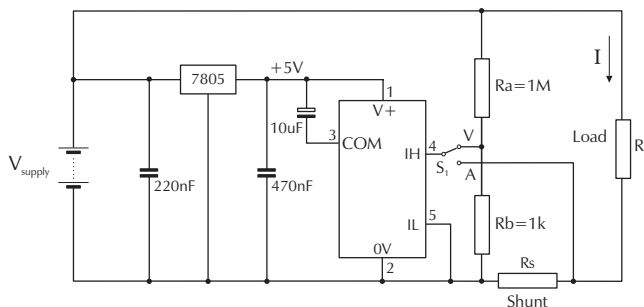 7805
+5V
I
1
V+
10uF
3
COM
IH
4
V
S1
A
Ra=1M
Load
R
Vsupply
220nF
470nF
IL
5
0V
2
Rb=1k
Rs
Shunt